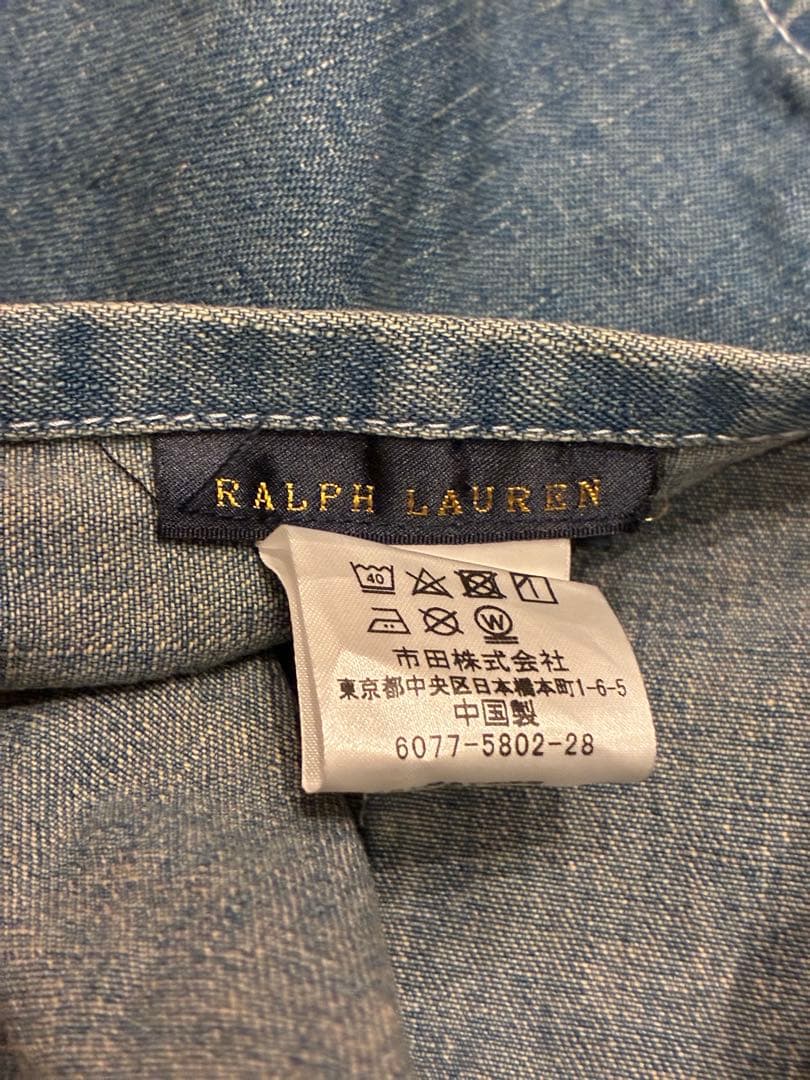 RALPH LAUREN
40
W
市田株式会社
東京都中央区日本橋本町1-6-5
中国製
6077-5802-28